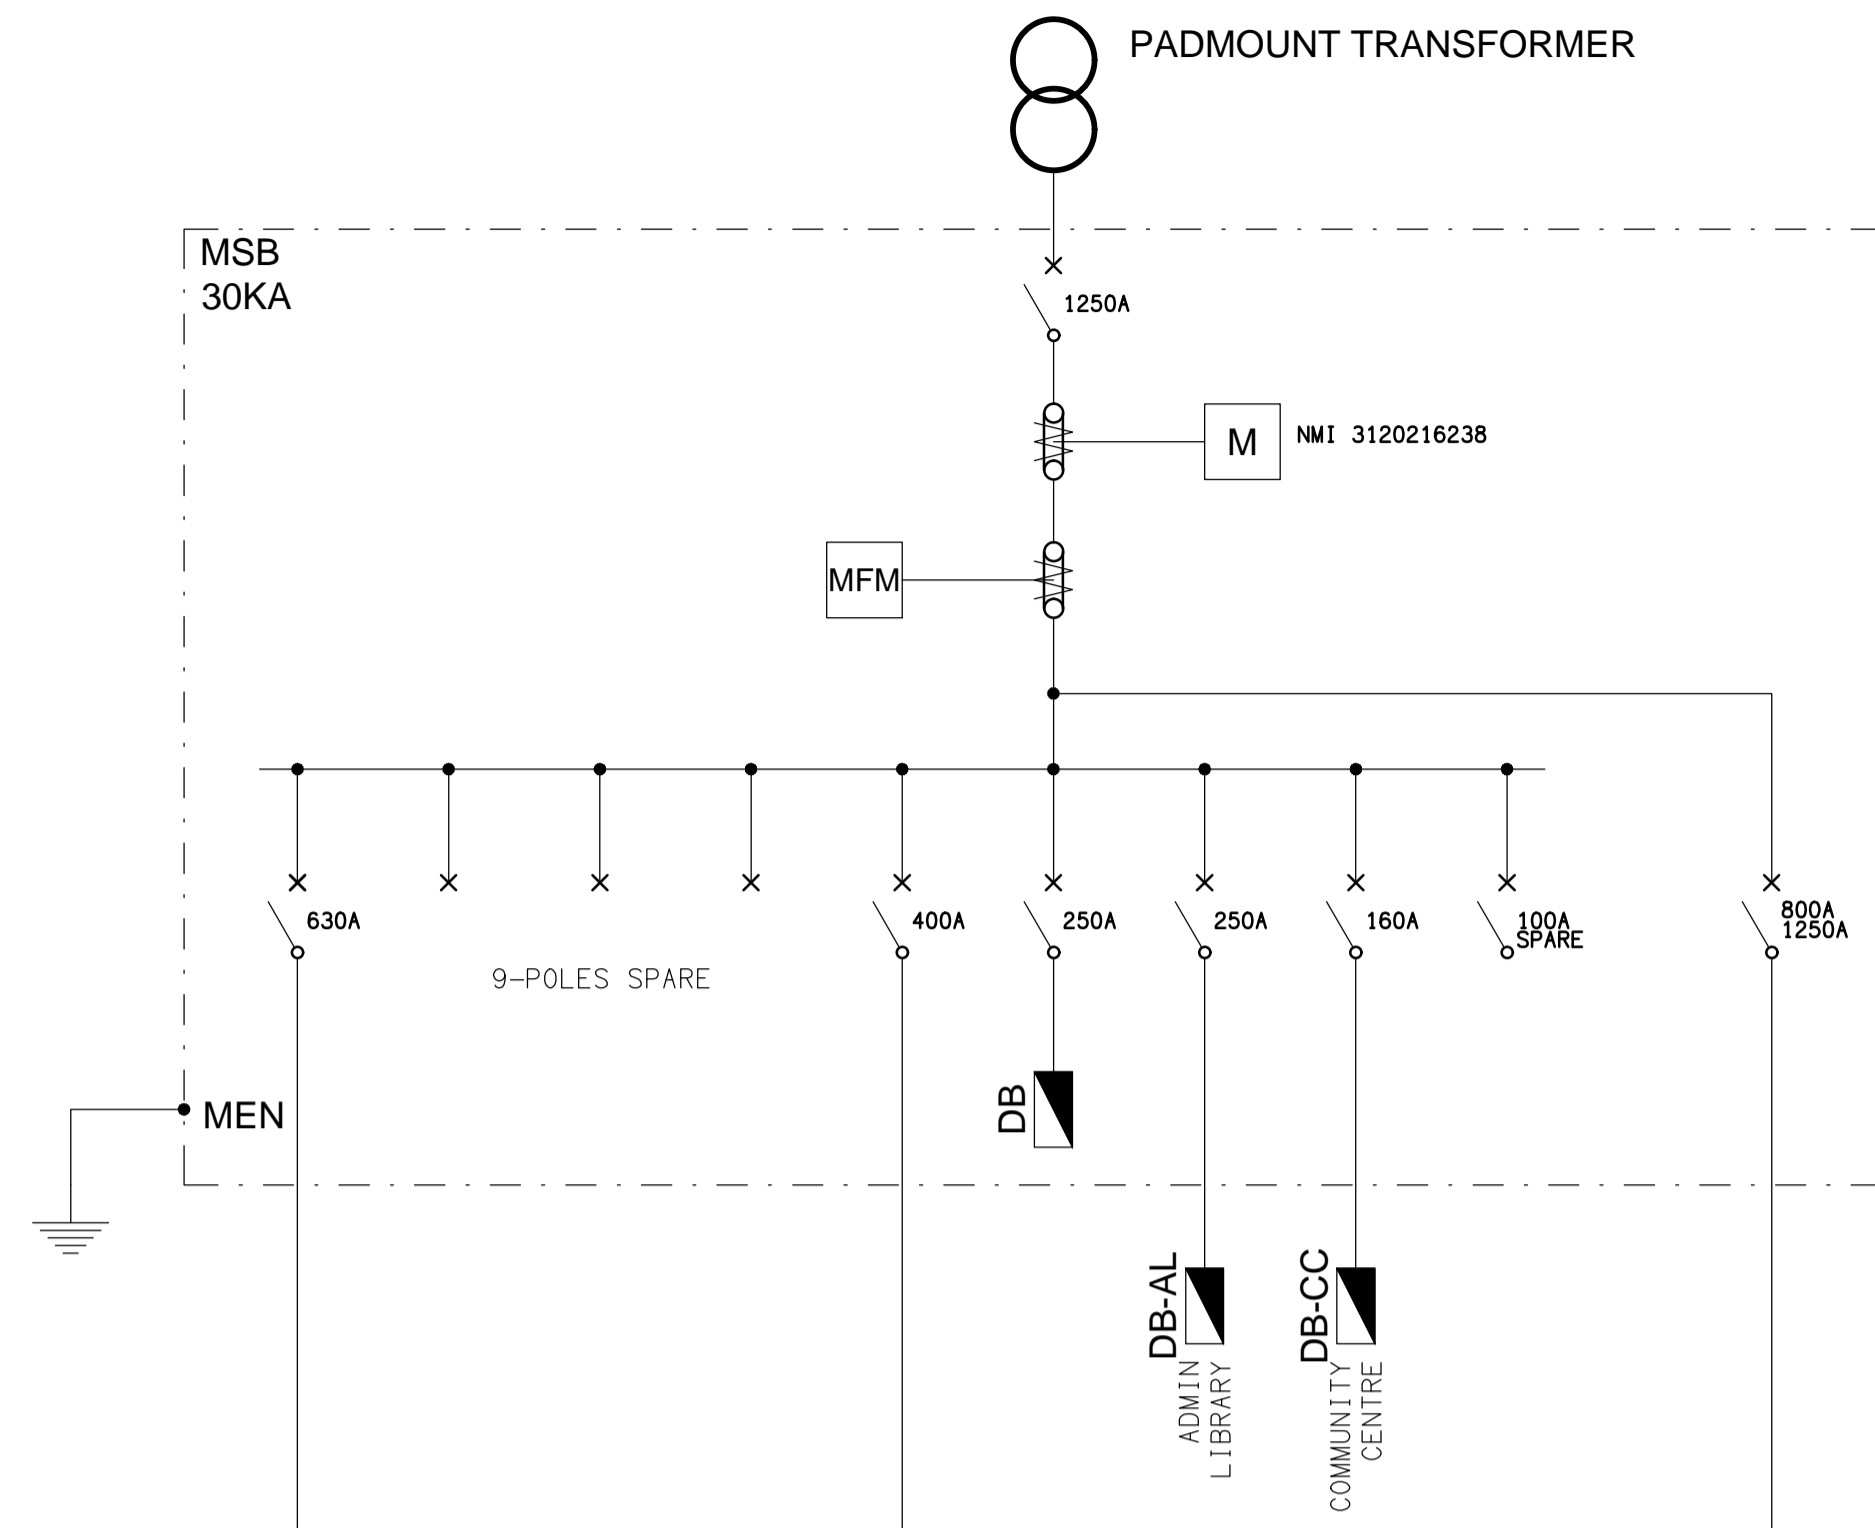 PADMOUNT TRANSFORMER
MSB
30KA
1250A
M
NMI 3120216238
MFM
630A
400A
250A
250A
160A
100A
SPARE
800A
1250A
9-POLES SPARE
MEN
DB
DB-AL
ADMIN
LIBRARY
DB-CC
COMMUNITY
CENTRE